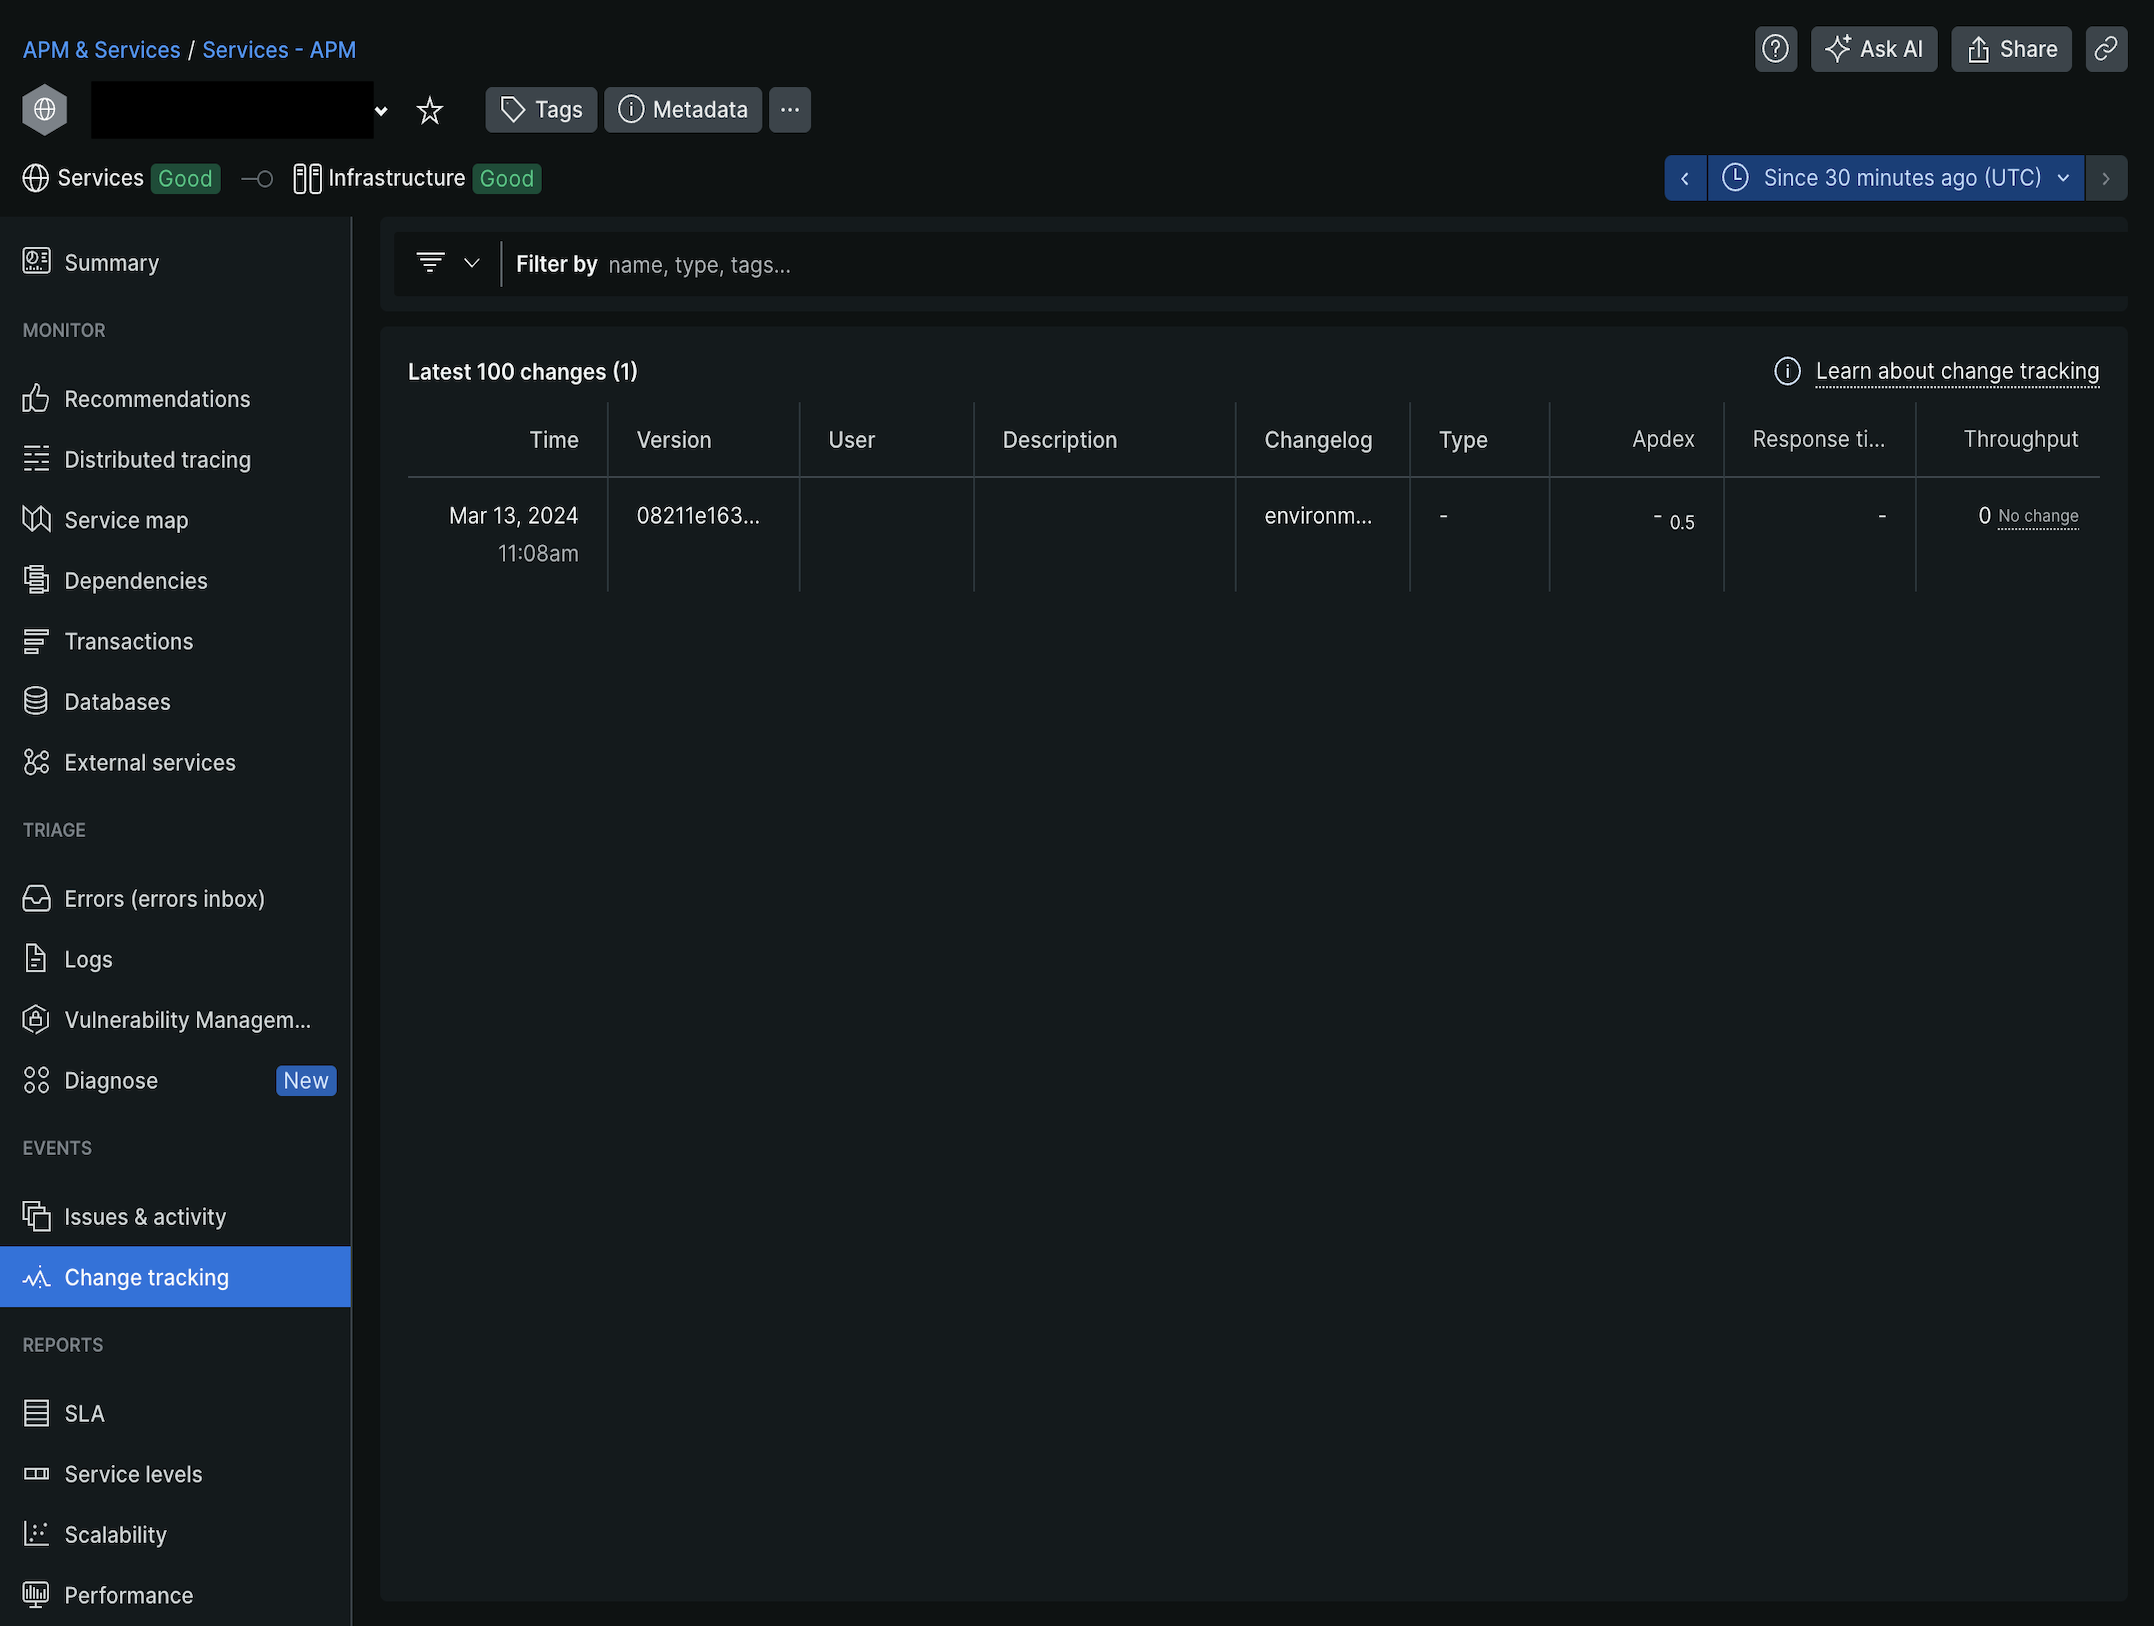 APM & Services / Services - APM
Ask AI
Share
Tags
Metadata
Services Good
Infrastructure Good
Since 30 minutes ago (UTC)
Summary
MONITOR
Recommendations
Distributed tracing
Service map
Dependencies
Transactions
Databases
External services
TRIAGE
Errors (errors inbox)
Logs
Vulnerability Managem...
Diagnose New
EVENTS
Issues & activity
Change tracking
REPORTS
SLA
Service levels
Scalability
Performance
Filter by name, type, tags...
Latest 100 changes (1)
Learn about change tracking
Time Version User Description Changelog Type Apdex Response ti... Throughput
Mar 13, 2024 08211e163... environm... - - 0.5 - 0 No change
11:08am